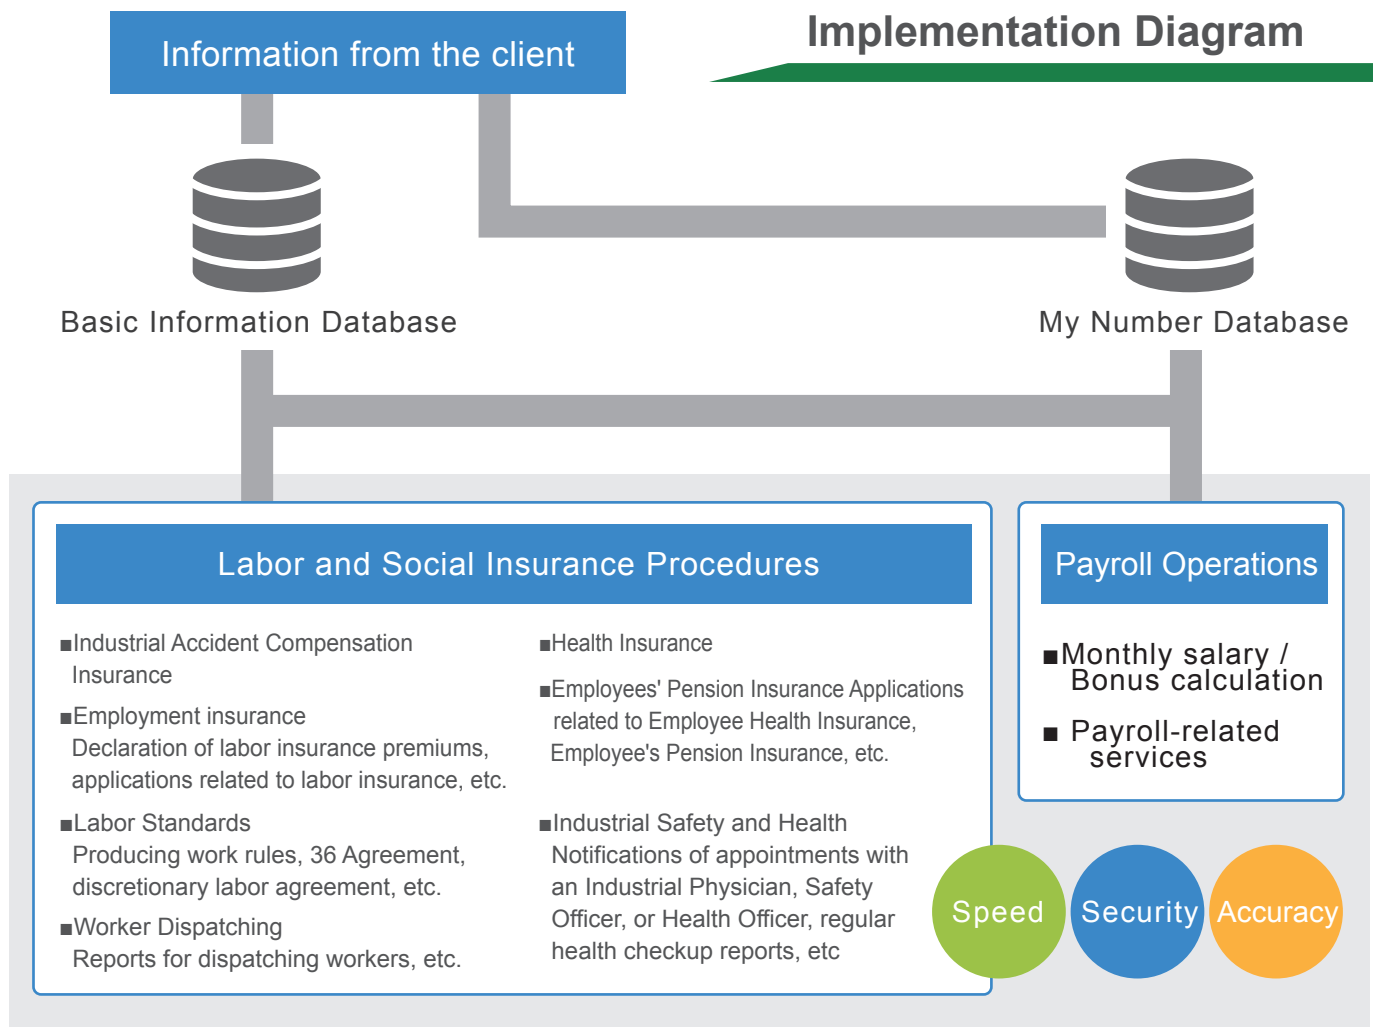 Implementation Diagram
Information from the client
Basic Information Database
My Number Database
Labor and Social Insurance Procedures
■Industrial Accident Compensation
Insurance
■Employment insurance
Declaration of labor insurance premiums,
applications related to labor insurance, etc.
■Labor Standards
Producing work rules, 36 Agreement,
discretionary labor agreement, etc.
■Worker Dispatching
Reports for dispatching workers, etc.
■Health Insurance
■Employees' Pension Insurance Applications
related to Employee Health Insurance,
Employee's Pension Insurance, etc.
■Industrial Safety and Health
Notifications of appointments with
an Industrial Physician, Safety
Officer, or Health Officer, regular
health checkup reports, etc
Payroll Operations
■Monthly salary /
Bonus calculation
■ Payroll-related
services
Speed
Security
Accuracy